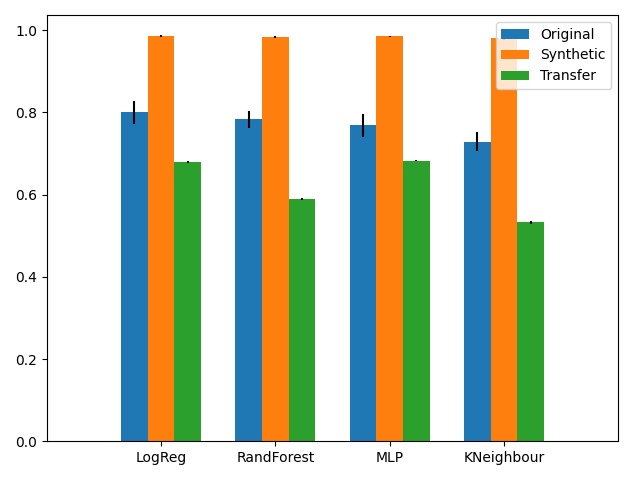 1.0
0.8
0.6
0.4
0.2
0.0
Original
Synthetic
Transfer
LogReg
RandForest
MLP
KNeighbour